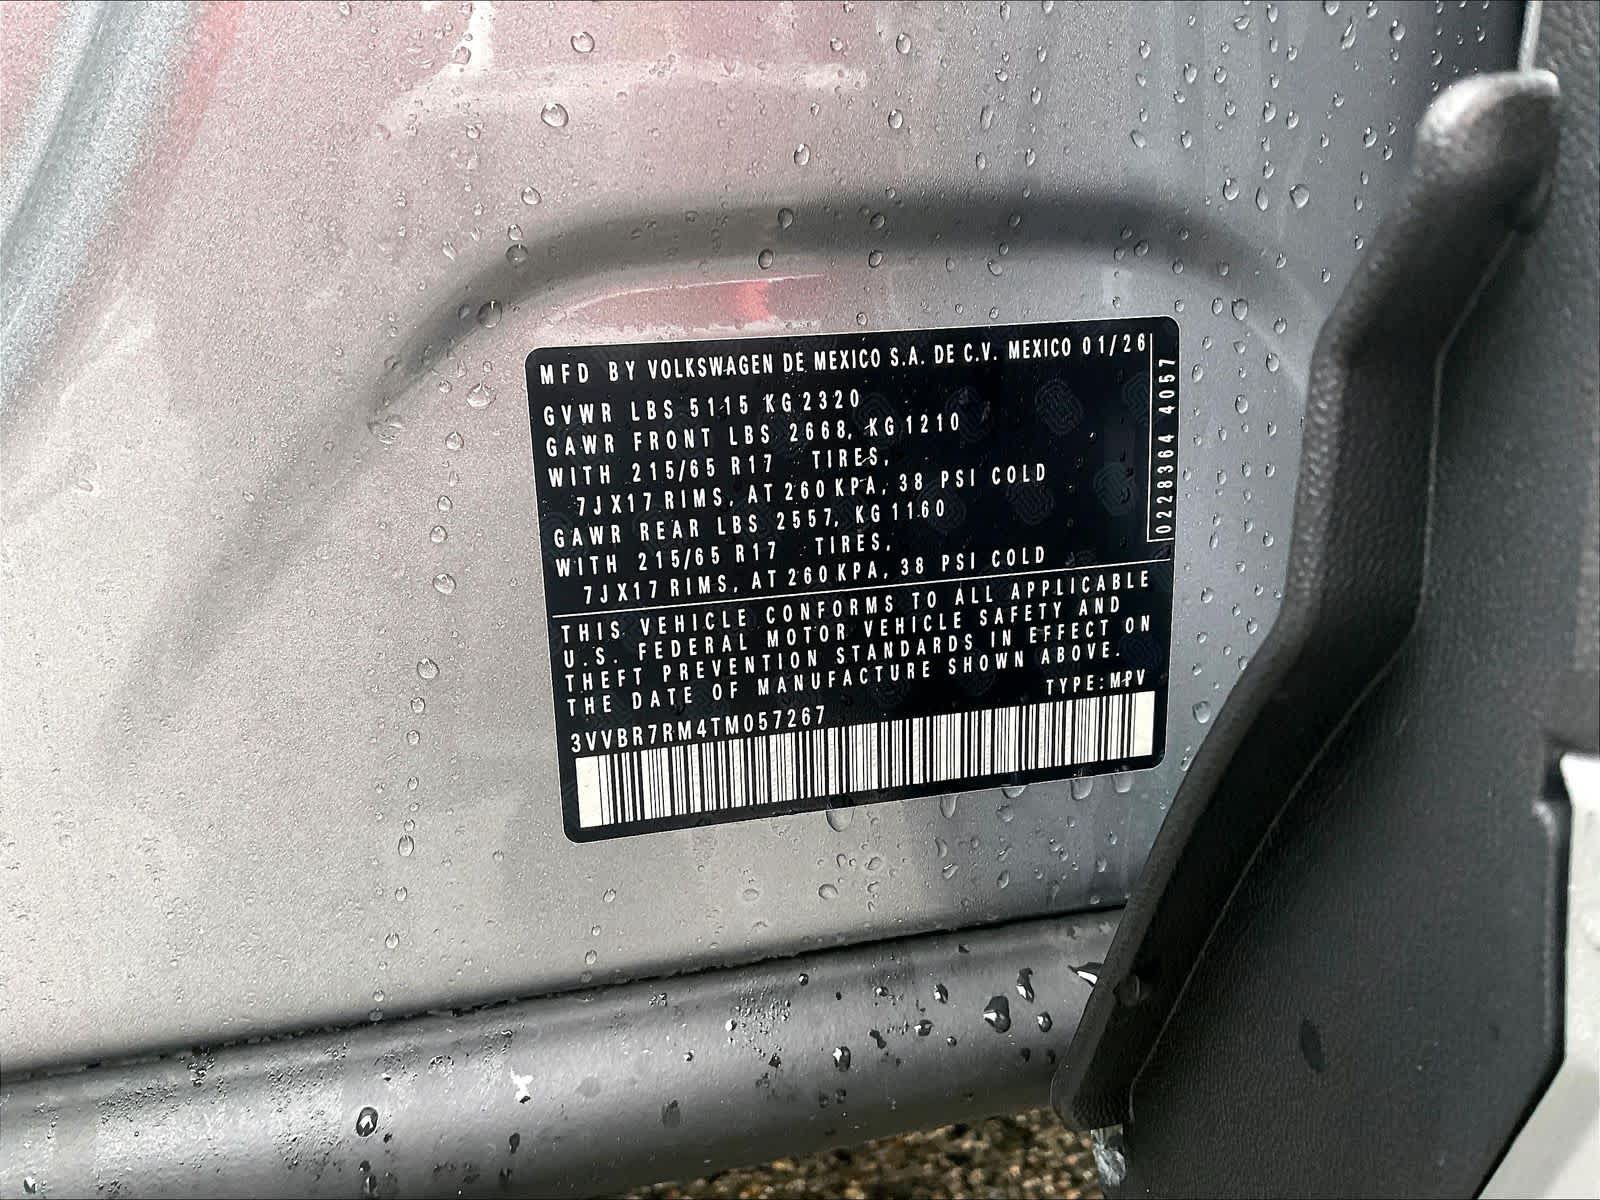 MFD BY VOLKSWAGEN DE MEXICO S.A. DE C.V. MEXICO 01/26
GVWR LBS 5115 KG 2320
GAWR FRONT LBS 2668, KG 1210
WITH 215/65 R17 TIRES,
7J X17 RIMS, AT 260 KPA, 38 PSI COLD
GAWR REAR LBS 2557, KG 1160
WITH 215/65 R17 TIRES,
7J X17 RIMS, AT 260 KPA, 38 PSI COLD
0228364 4057
THIS VEHICLE CONFORMS TO ALL APPLICABLE
U.S. FEDERAL MOTOR VEHICLE SAFETY AND
THEFT PREVENTION STANDARDS IN EFFECT ON
THE DATE OF MANUFACTURE SHOWN ABOVE.
TYPE: MPV
3VVBR7RM4TM057267